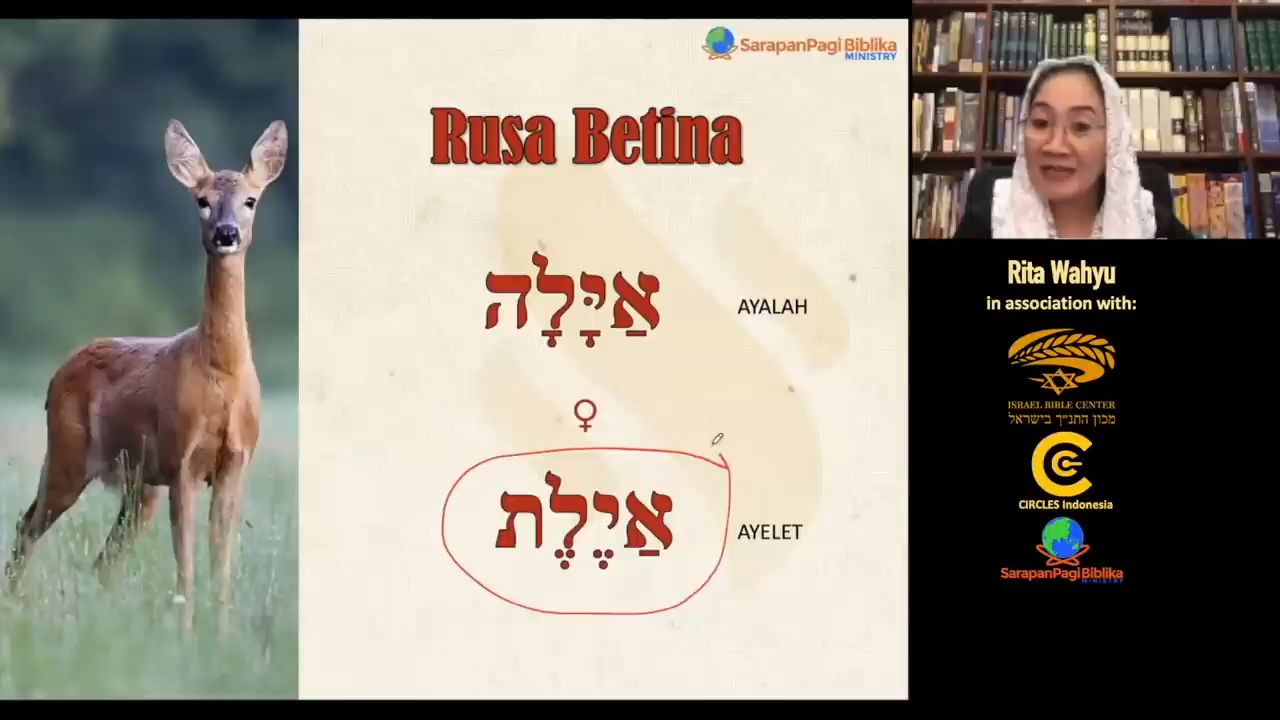 SarapanPagi Biblika
MINISTRY
Rusa Betina
אַיָּלָה
AYALAH
♀
אַיֶלֶת
AYELET
Rita Wahyu
in association with:
ISRAEL BIBLE CENTER
מכון התנ״ך בישראל
CIRCLES Indonesia
SarapanPagi Biblika
MINISTRY